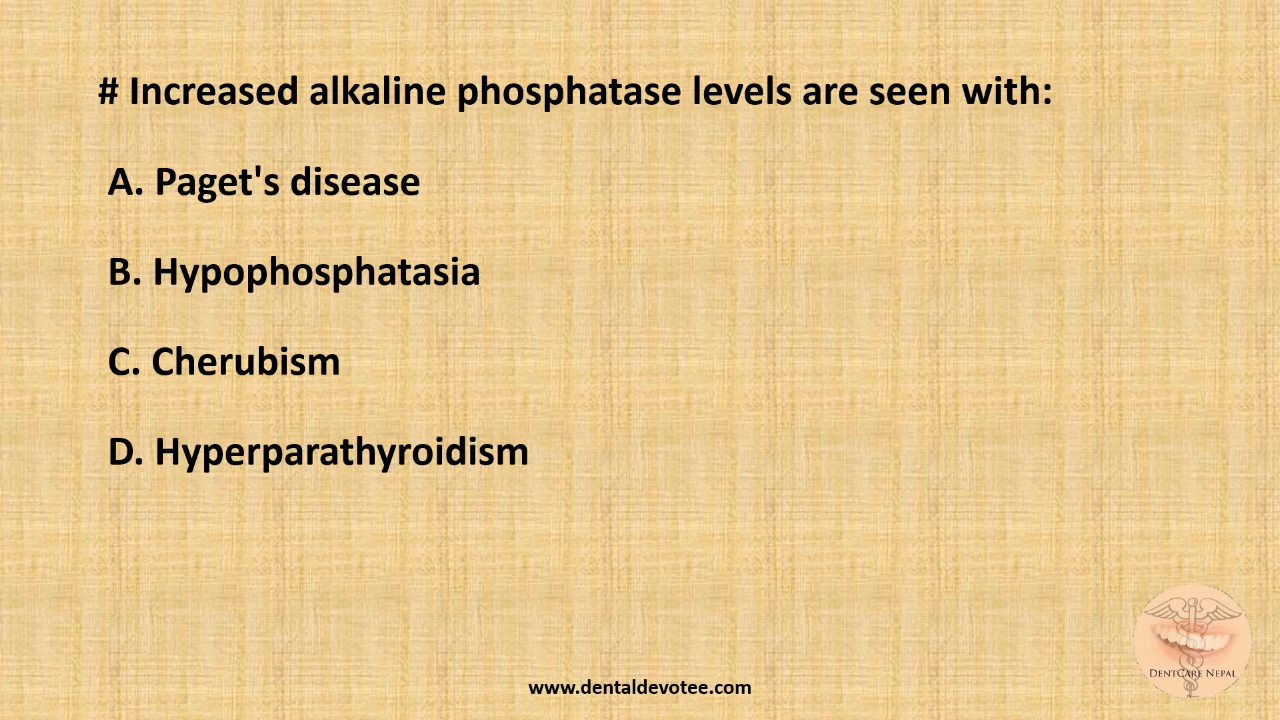 # Increased alkaline phosphatase levels are seen with:
A. Paget's disease
B. Hypophosphatasia
C. Cherubism
D. Hyperparathyroidism
DentCare Nepal
www.dentaldevotee.com